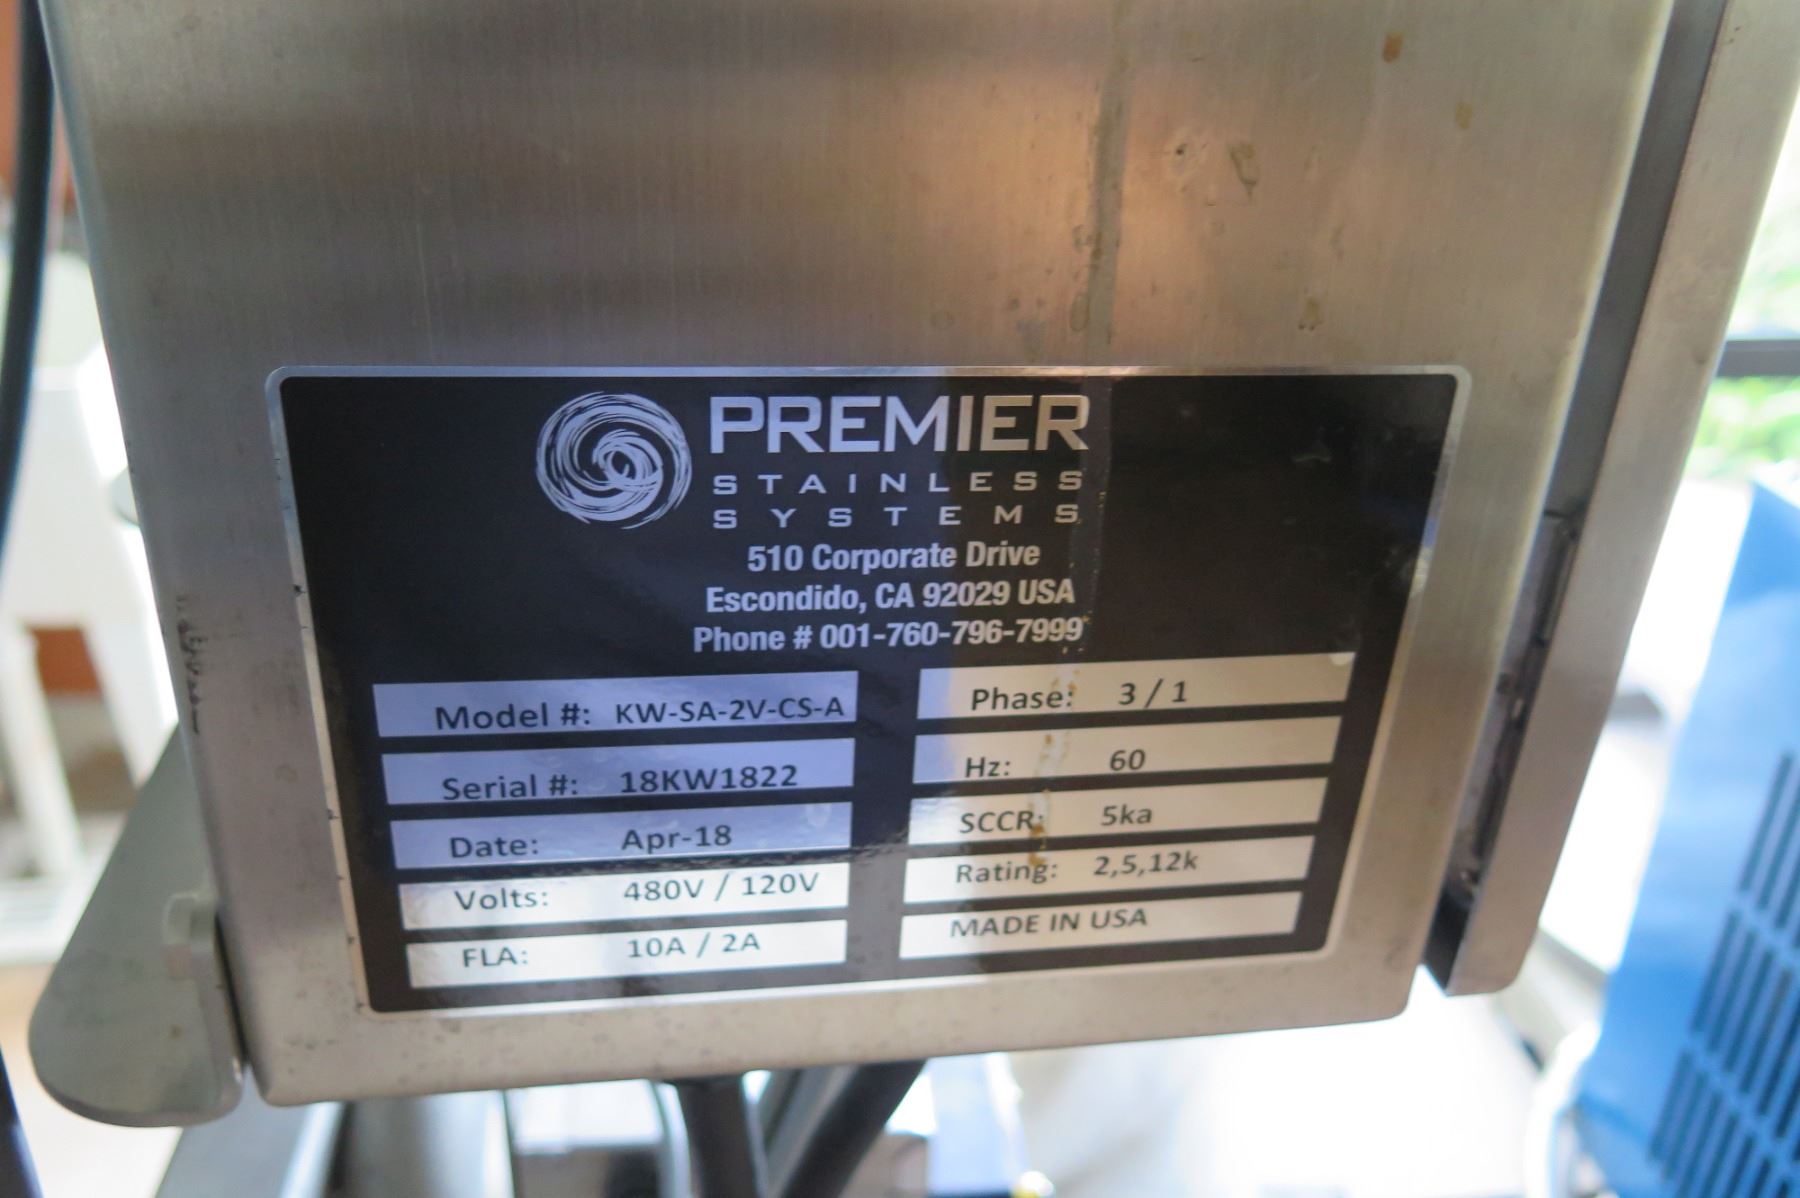 PREMIER
STAINLESS
SYSTEMS
510 Corporate Drive
Escondido, CA 92029 USA
Phone # 001-760-796-7999
Model #: KW-SA-2V-CS-A
Serial #: 18KW1822
Date: Apr-18
Volts: 480V / 120V
FLA: 10A / 2A
Phase: 3 / 1
Hz: 60
SCCR: 5ka
Rating: 2,5,12k
MADE IN USA